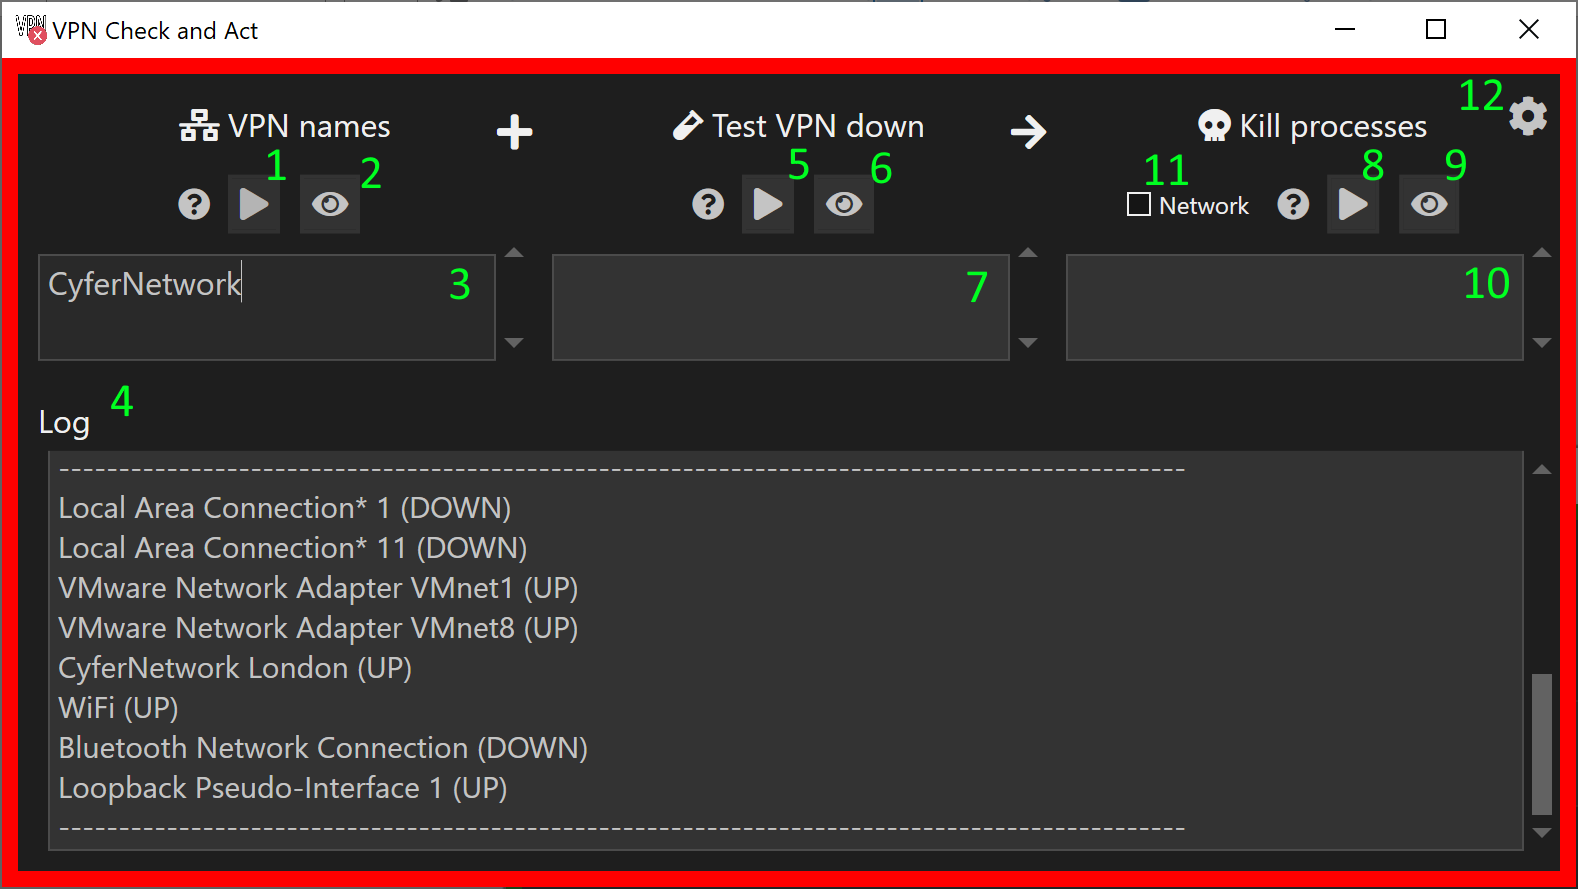 VPN VPN Check and Act
VPN names
Test VPN down
Kill processes
12
1
2
5
6
11
8
9
Network
CyferNetwork
3
7
10
Log
4
--------------------------------------------------------------------------------------------
Local Area Connection* 1 (DOWN)
Local Area Connection* 11 (DOWN)
VMware Network Adapter VMnet1 (UP)
VMware Network Adapter VMnet8 (UP)
CyferNetwork London (UP)
WiFi (UP)
Bluetooth Network Connection (DOWN)
Loopback Pseudo-Interface 1 (UP)
--------------------------------------------------------------------------------------------